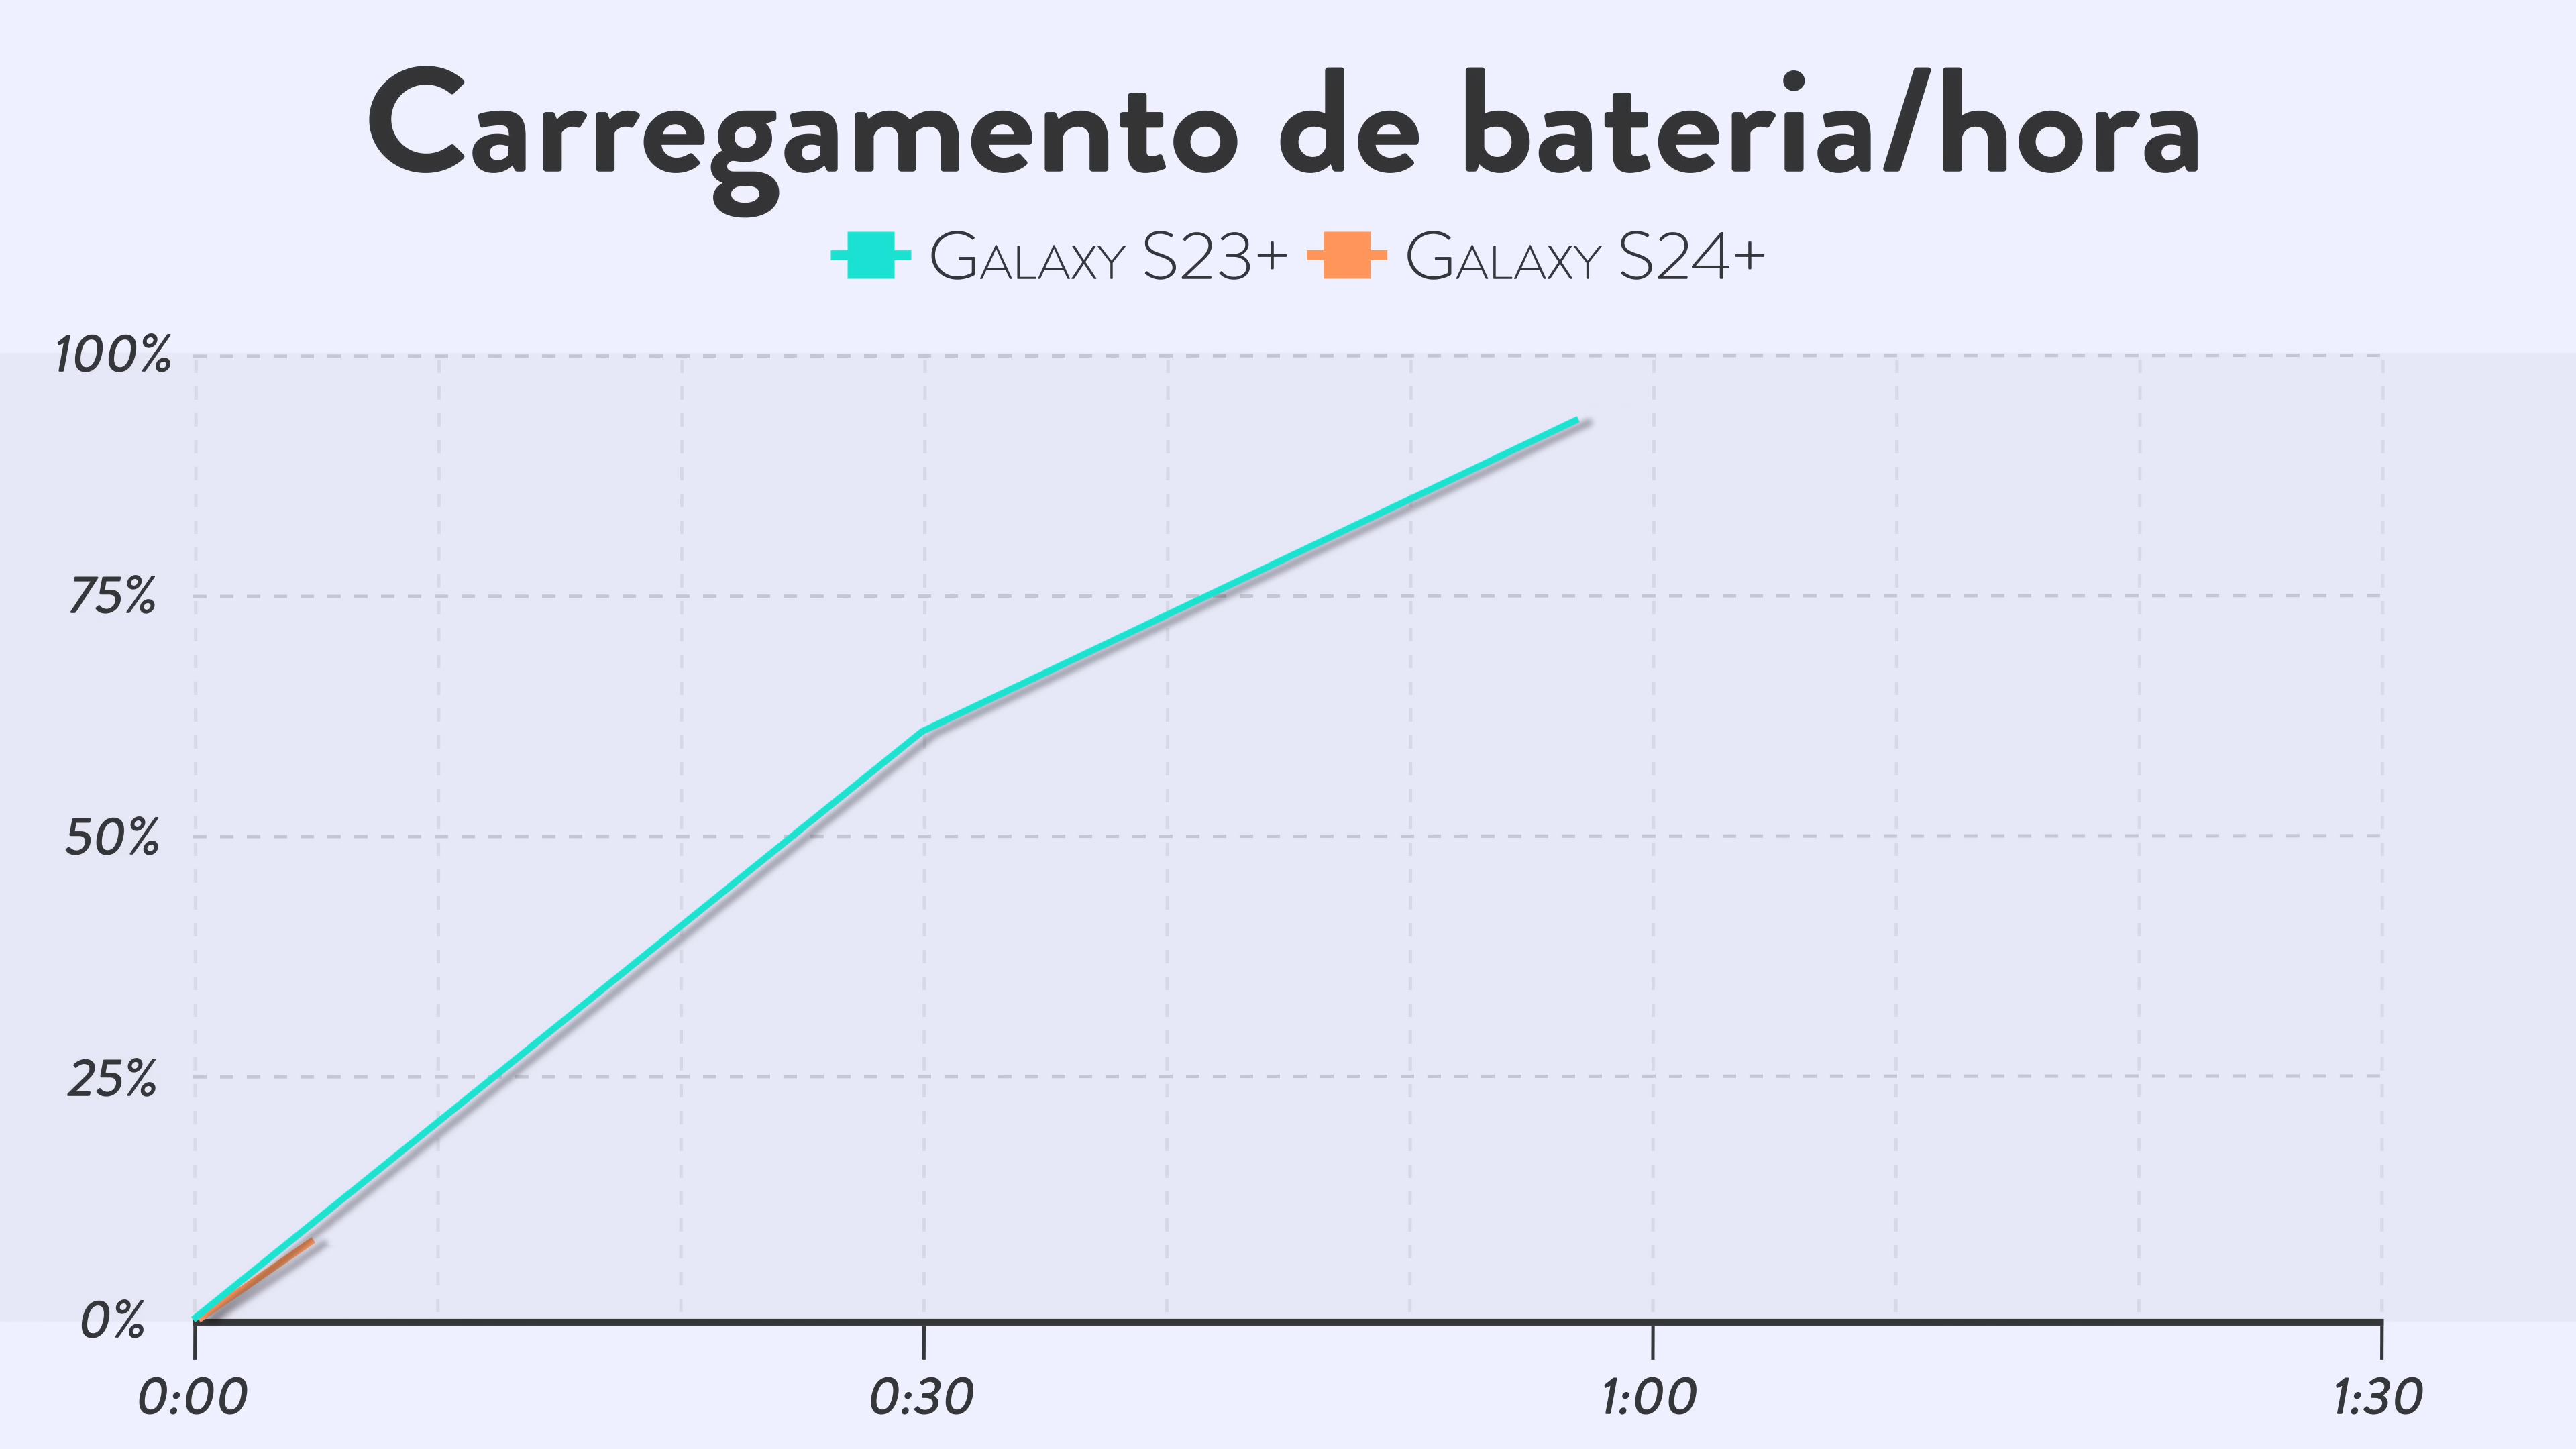 Carregamento de bateria/hora
Galaxy S23+ Galaxy S24+
100%
75%
50%
25%
0%
0:00 0:30 1:00 1:30